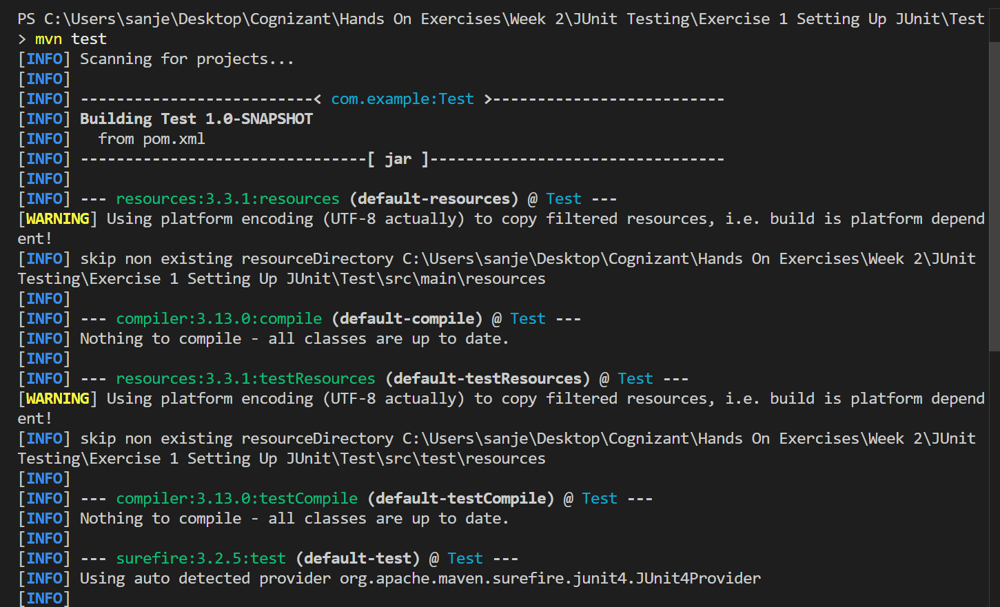 PS C:\Users\sanje\Desktop\Cognizant\Hands On Exercises\Week 2\JUnit Testing\Exercise 1 Setting Up JUnit\Test
> mvn test
[INFO] Scanning for projects...
[INFO]
[INFO] --------------------------< com.example:Test >--------------------------
[INFO] Building Test 1.0-SNAPSHOT
[INFO]   from pom.xml
[INFO] --------------------------------[ jar ]---------------------------------
[INFO]
[INFO] --- resources:3.3.1:resources (default-resources) @ Test ---
[WARNING] Using platform encoding (UTF-8 actually) to copy filtered resources, i.e. build is platform depend
ent!
[INFO] skip non existing resourceDirectory C:\Users\sanje\Desktop\Cognizant\Hands On Exercises\Week 2\JUnit
Testing\Exercise 1 Setting Up JUnit\Test\src\main\resources
[INFO]
[INFO] --- compiler:3.13.0:compile (default-compile) @ Test ---
[INFO] Nothing to compile - all classes are up to date.
[INFO]
[INFO] --- resources:3.3.1:testResources (default-testResources) @ Test ---
[WARNING] Using platform encoding (UTF-8 actually) to copy filtered resources, i.e. build is platform depend
ent!
[INFO] skip non existing resourceDirectory C:\Users\sanje\Desktop\Cognizant\Hands On Exercises\Week 2\JUnit
Testing\Exercise 1 Setting Up JUnit\Test\src\test\resources
[INFO]
[INFO] --- compiler:3.13.0:testCompile (default-testCompile) @ Test ---
[INFO] Nothing to compile - all classes are up to date.
[INFO]
[INFO] --- surefire:3.2.5:test (default-test) @ Test ---
[INFO] Using auto detected provider org.apache.maven.surefire.junit4.JUnit4Provider
[INFO]